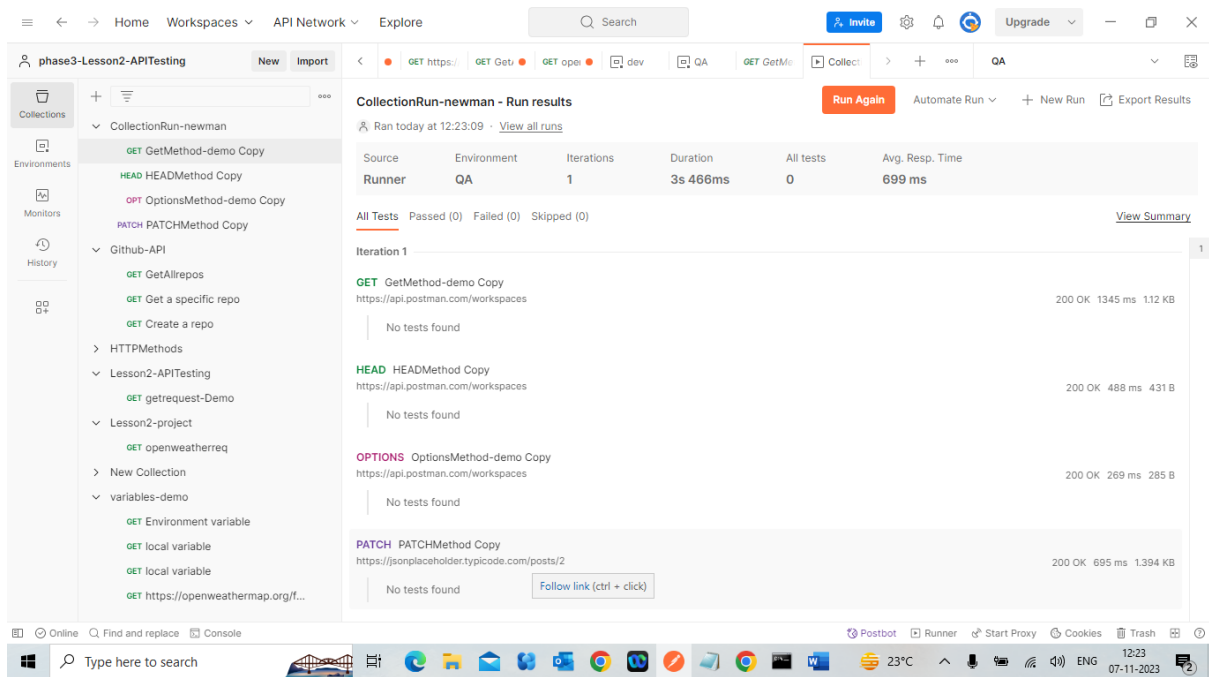 Home Workspaces API Network Explore Search Invite Upgrade
phase3-Lesson2-APITesting New Import GET https:/ GET Get GET ope dev QA GET GetMe Collect QA
Collections
Environments
Monitors
History
CollectionRun-newman
GET GetMethod-demo Copy
HEAD HEADMethod Copy
OPT OptionsMethod-demo Copy
PATCH PATCHMethod Copy
Github-API
GET GetAllrepos
GET Get a specific repo
GET Create a repo
HTTPMethods
Lesson2-APITesting
GET getrequest-Demo
Lesson2-project
GET openweatherreq
New Collection
variables-demo
GET Environment variable
GET local variable
GET local variable
GET https://openweathermap.org/f...
CollectionRun-newman - Run results Run Again Automate Run New Run Export Results
Ran today at 12:23:09 · View all runs
Source Environment Iterations Duration All tests Avg. Resp. Time
Runner QA 1 3s 466ms 0 699 ms
All Tests Passed (0) Failed (0) Skipped (0) View Summary
Iteration 1 1
GET GetMethod-demo Copy
https://api.postman.com/workspaces 200 OK 1345 ms 1.12 KB
No tests found
HEAD HEADMethod Copy
https://api.postman.com/workspaces 200 OK 488 ms 431 B
No tests found
OPTIONS OptionsMethod-demo Copy
https://api.postman.com/workspaces 200 OK 269 ms 285 B
No tests found
PATCH PATCHMethod Copy
https://jsonplaceholder.typicode.com/posts/2 200 OK 695 ms 1.394 KB
No tests found Follow link (ctrl + click)
Online Find and replace Console Postbot Runner Start Proxy Cookies Trash
Type here to search 23°C ENG 12:23
07-11-2023 2